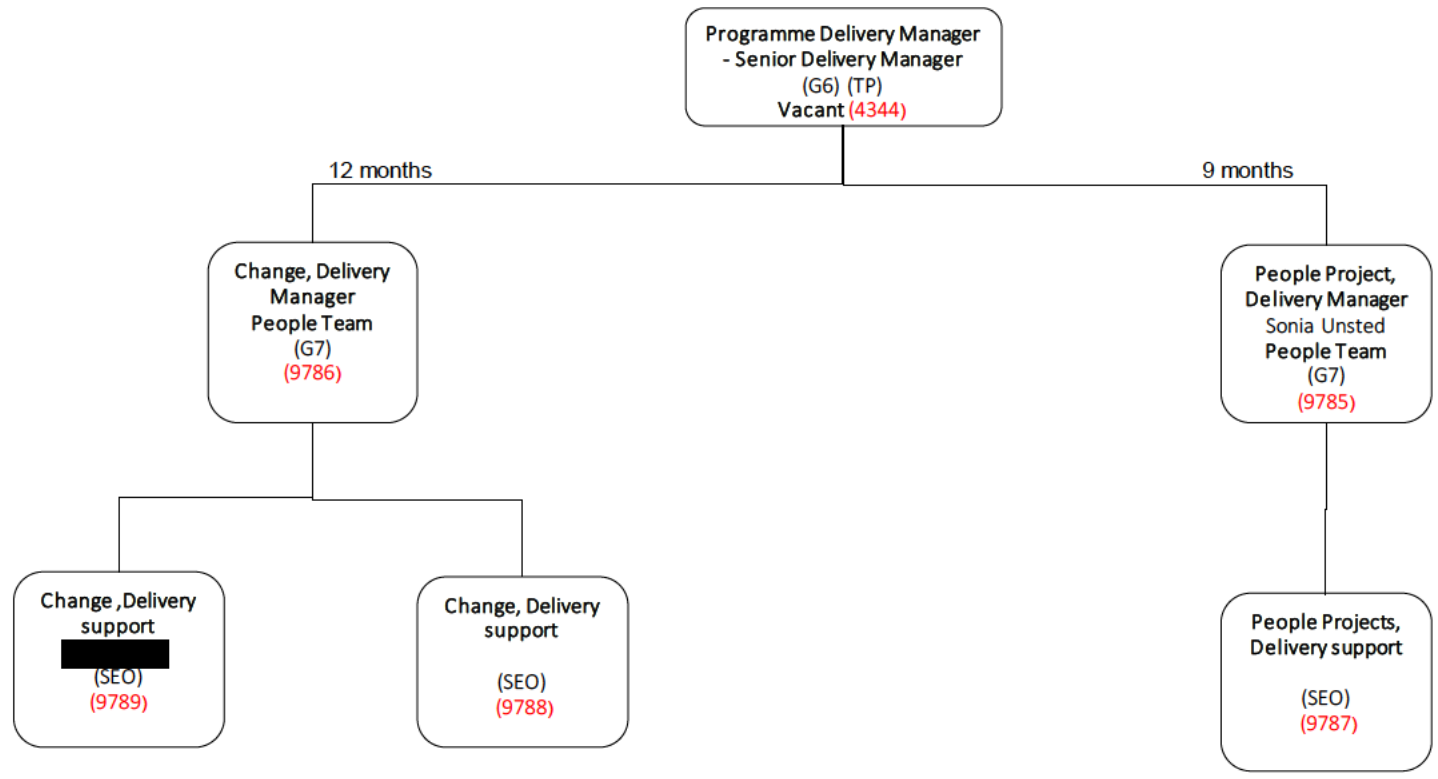 Programme Delivery Manager
- Senior Delivery Manager
(G6) (TP)
Vacant (4344)
12 months
9 months
Change, Delivery
Manager
People Team
(G7)
(9786)
People Project,
Delivery Manager
Sonia Unsted
People Team
(G7)
(9785)
Change ,Delivery
support
(SEO)
(9789)
Change, Delivery
support
(SEO)
(9788)
People Projects,
Delivery support
(SEO)
(9787)